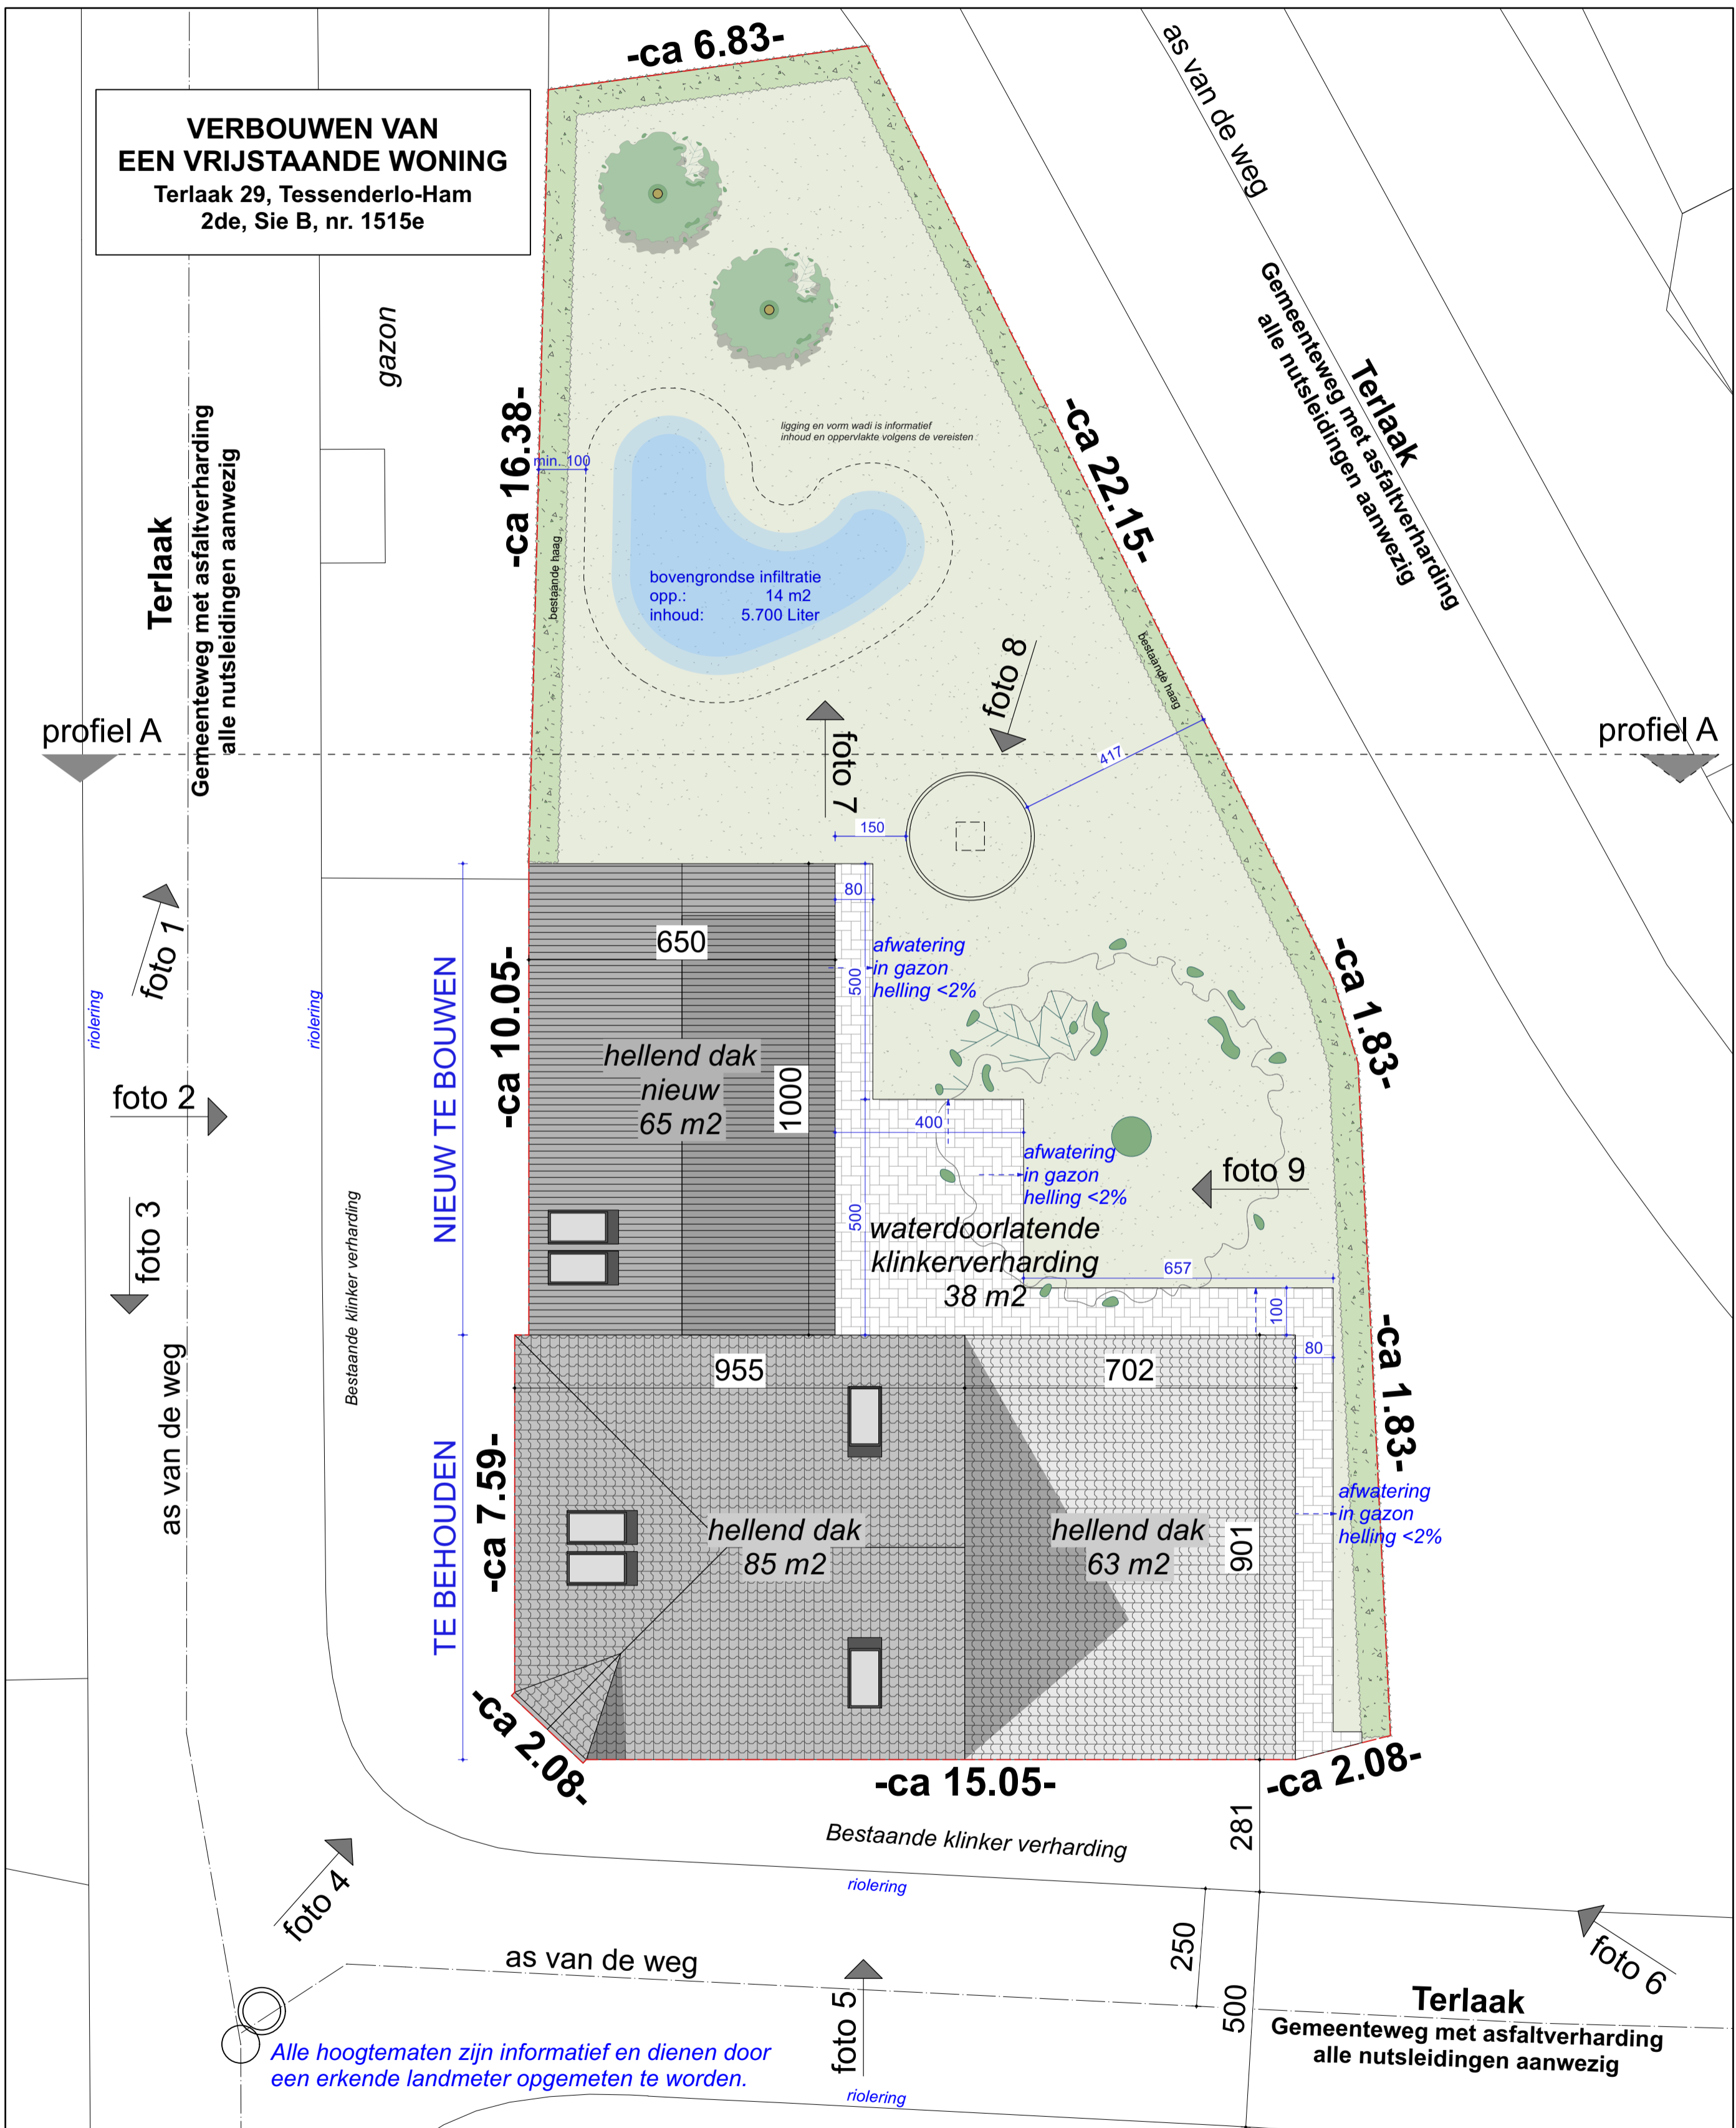 -ca 6.83-
VERBOUWEN VAN
EEN VRIJSTAANDE WONING
Terlaak 29, Tessenderlo-Ham
2de, Sie B, nr. 1515e
as van de weg
gazon
Terlaak
Gemeenteweg met asfaltverharding
alle nutsleidingen aanwezig
Terlaak
Gemeenteweg met asfaltverharding
alle nutsleidingen aanwezig
-ca 16.38-
-ca 22.15-
ligging en vorm wadi is informatief
inhoud en oppervlakte volgens de vereisten
min. 100
bestaande haag
bovengrondse infiltratie
opp.: 14 m2
inhoud: 5.700 Liter
bestaande haag
foto 8
profiel A
profiel A
foto 7
417
150
foto 1
80
650
afwatering
in gazon
helling <2%
500
-ca 10.05-
-ca 1.83-
riolering
riolering
NIEUW TE BOUWEN
hellend dak
nieuw
65 m2
1000
foto 2
400
afwatering
in gazon
helling <2%
foto 9
foto 3
500
waterdoorlatende
klinkerverharding
38 m2
657
100
Bestaande klinker verharding
80
955
702
-ca 1.83-
as van de weg
TE BEHOUDEN
-ca 7.59-
hellend dak
85 m2
hellend dak
63 m2
901
afwatering
in gazon
helling <2%
-ca 2.08-
-ca 15.05-
-ca 2.08-
281
Bestaande klinker verharding
riolering
foto 4
250
foto 6
as van de weg
foto 5
500
Terlaak
Gemeenteweg met asfaltverharding
alle nutsleidingen aanwezig
Alle hoogtematen zijn informatief en dienen door
een erkende landmeter opgemeten te worden.
riolering